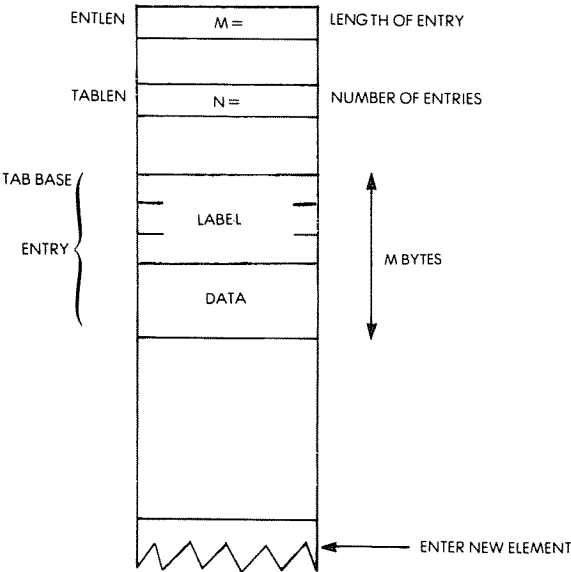 ENTLEN M = LENGTH OF ENTRY
TABLEN N = NUMBER OF ENTRIES
TAB BASE
LABEL
ENTRY
M BYTES
DATA
ENTER NEW ELEMENT